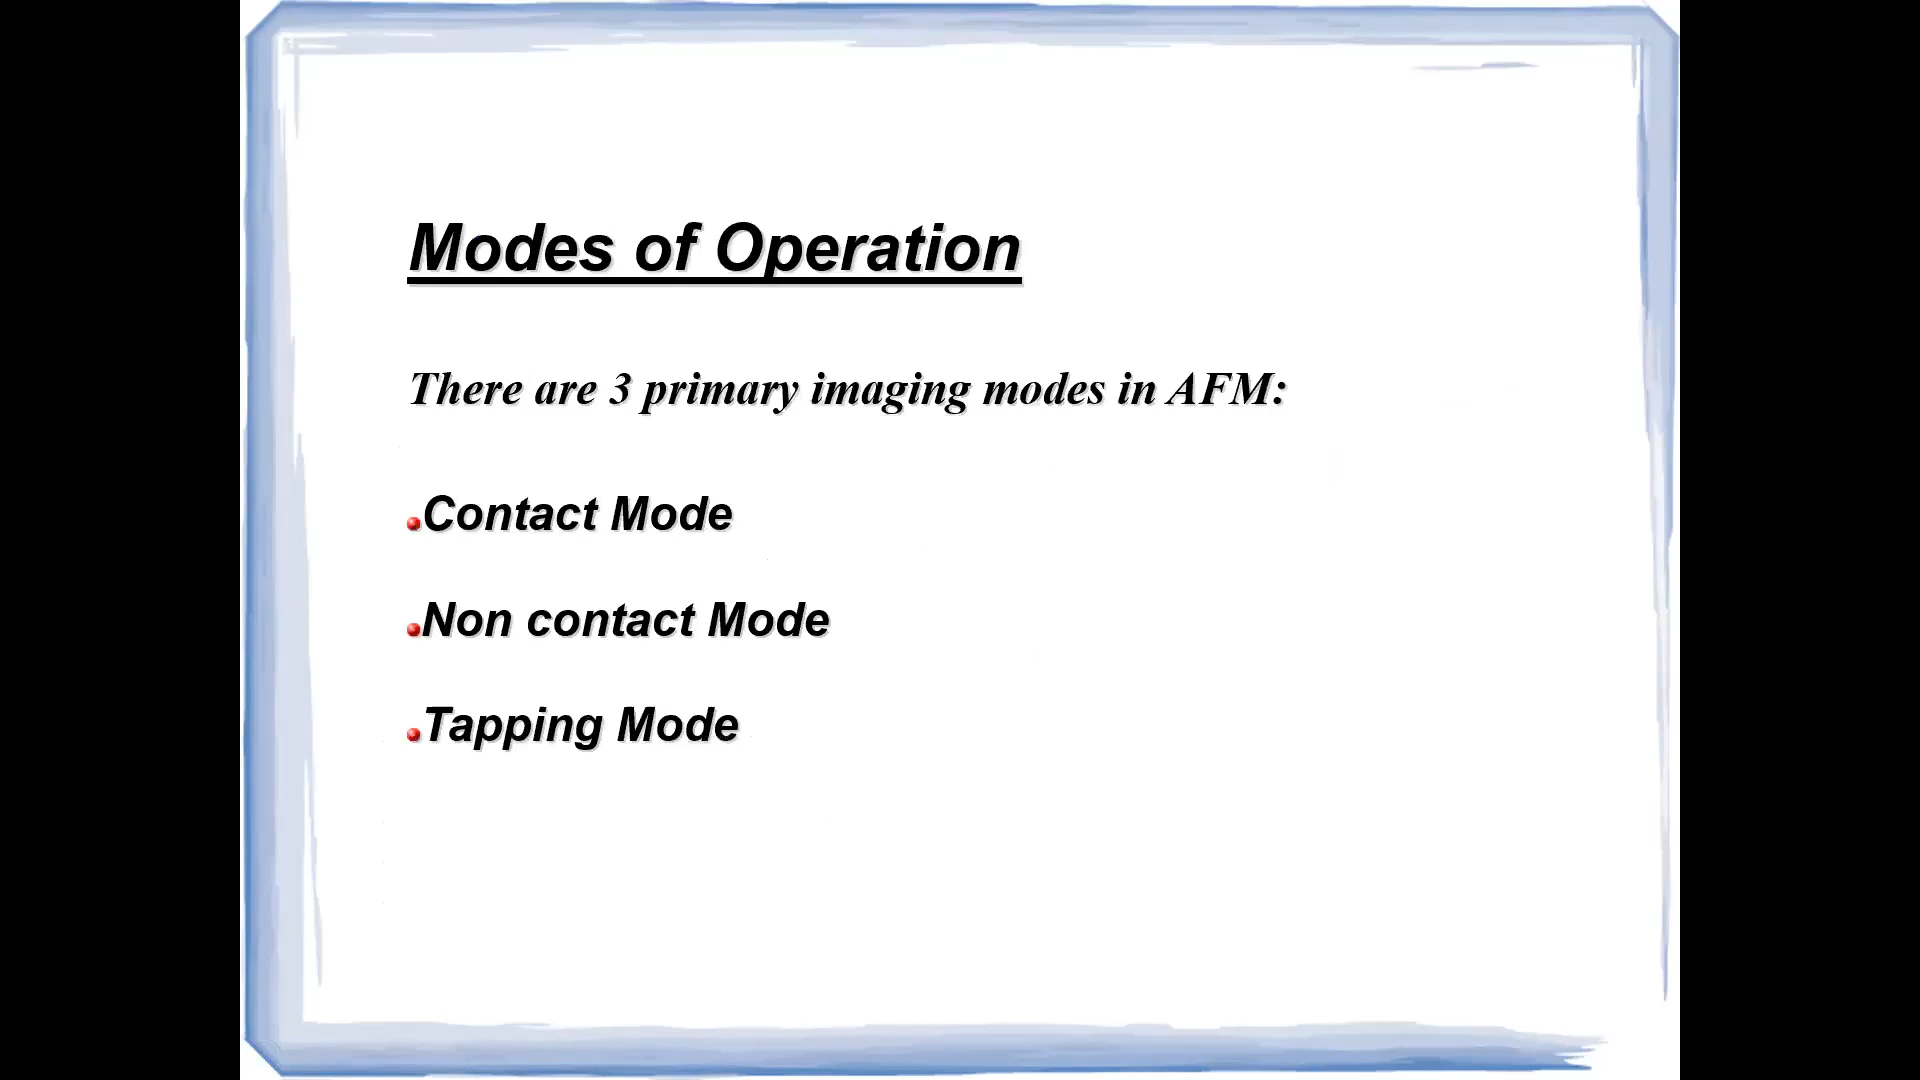 Modes of Operation
There are 3 primary imaging modes in AFM:
Contact Mode
Non contact Mode
Tapping Mode